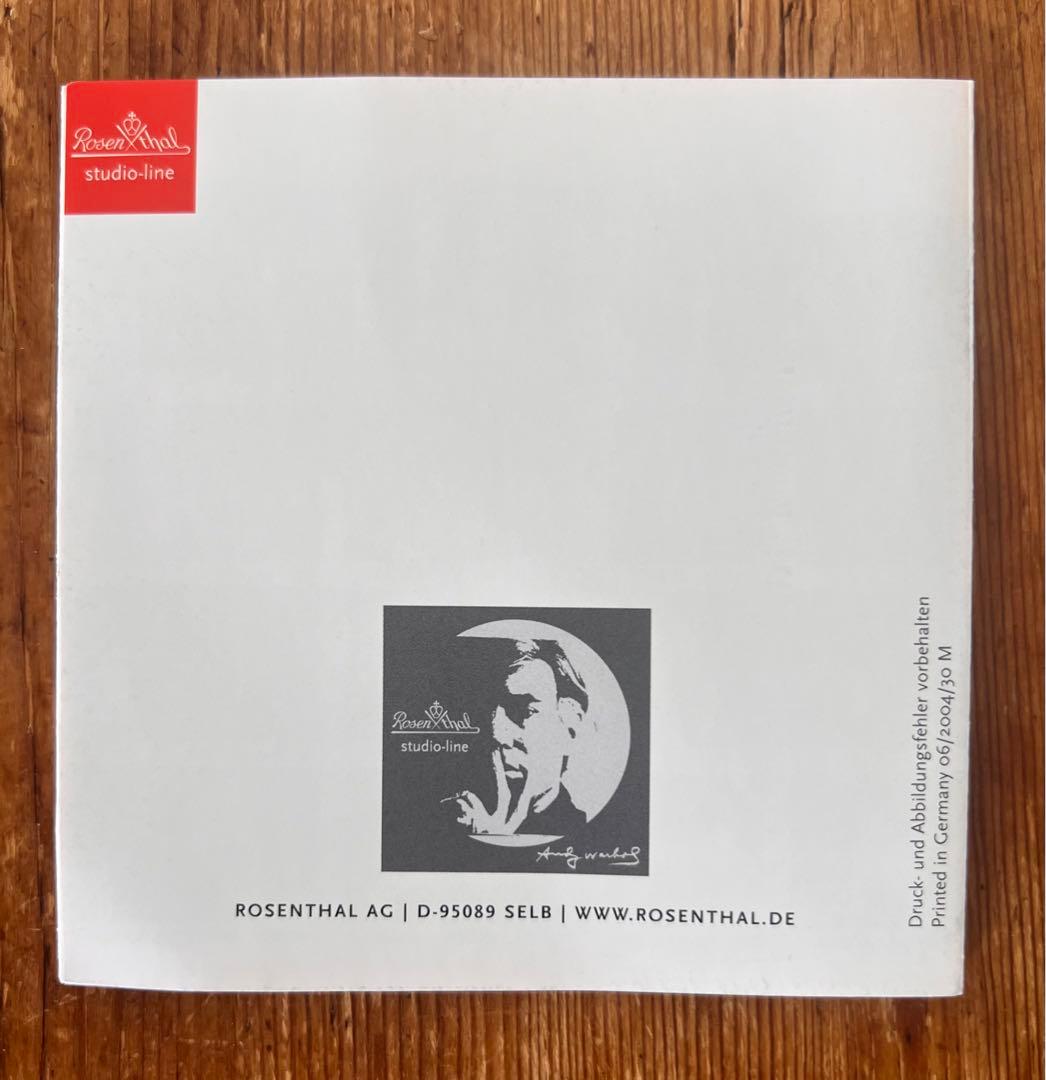 Rosenthal
studio-line
Rosenthal
studio-line
Andy Warhol
ROSENTHAL AG | D-95089 SELB | WWW.ROSENTHAL.DE
Druck- und Abbildungsfehler vorbehalten
Printed in Germany 06/2004/30 M